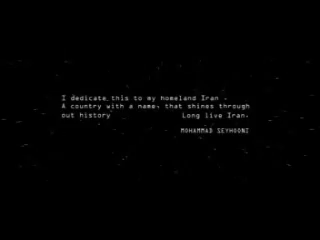 I dedicate this to my homeland Iran.
A country with a name, that shines through
out history Long live Iran.
MOHAMMAD SEYHOONI